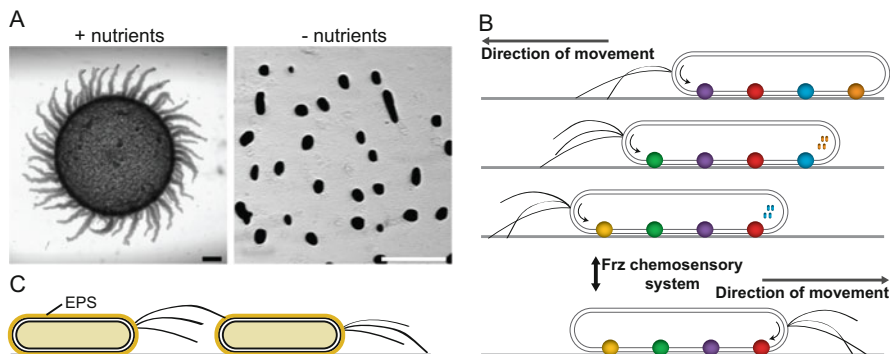 A
+ nutrients
- nutrients
B
Direction of movement
Frz chemosensory
system
Direction of movement
C
EPS